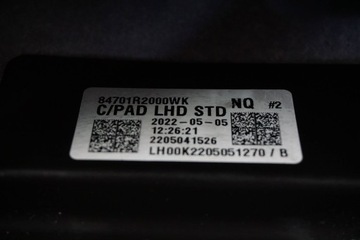 84701R2000WK NQ #2
C/PAD LHD STD
2022-05-05
12:26:21
2205041526
LH00K2205051270 / B